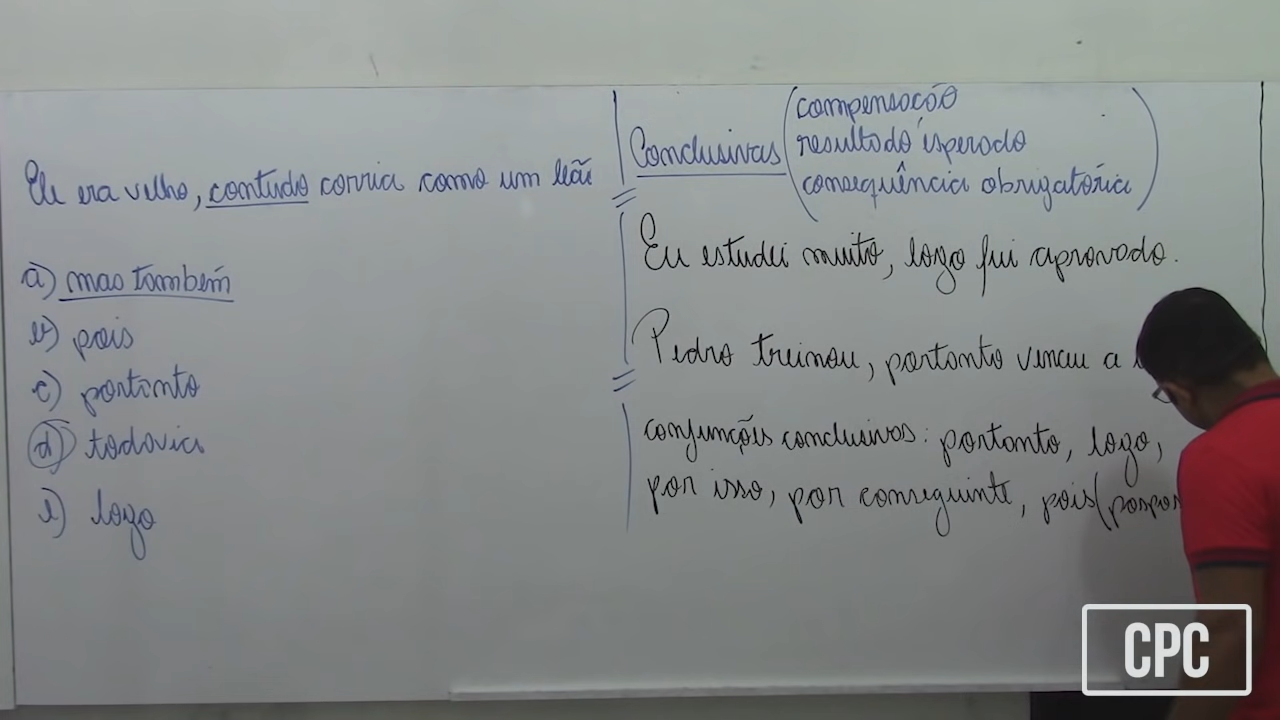 Ele era velho, contudo corria como um leão
a) mas também
b) pois
c) portanto
d) todavia
e) logo
Conclusivas
compensação
resultado esperado
consequência obrigatória
Eu estudei muito, logo fui aprovado.
Pedro treinou, portanto venceu a
conjunções conclusivas: portanto, logo,
por isso, por conseguinte, pois (pospos
CPC